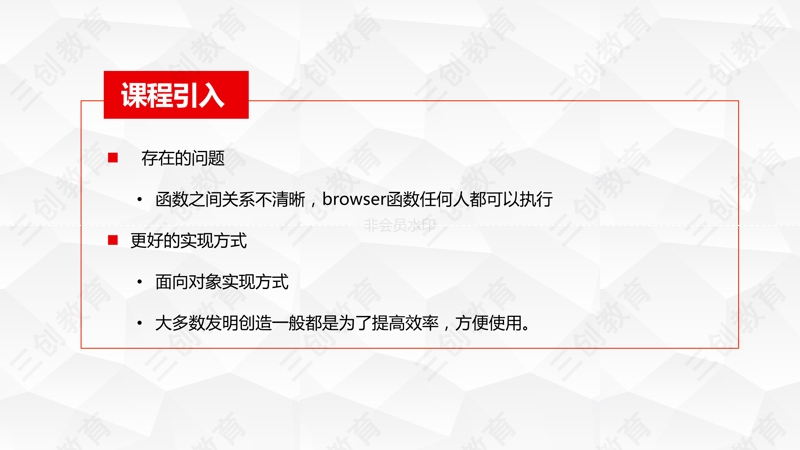 课程引入
存在的问题
函数之间关系不清晰，browser函数任何人都可以执行
非会员水印
更好的实现方式
面向对象实现方式
大多数发明创造一般都是为了提高效率，方便使用。
三创教育